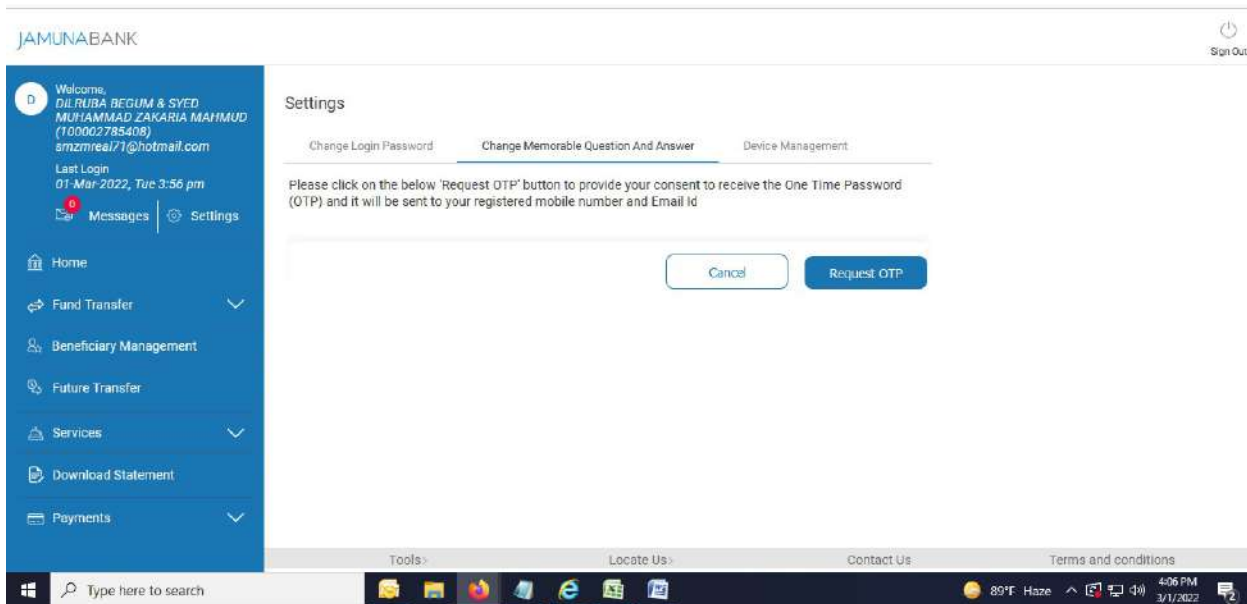 JAMUNABANK
Sign Out
D
Welcome,
DILRUBA BEGUM & SYED
MUHAMMAD ZAKARIA MAHMUD
(100002785408)
smzmreal71@hotmail.com
Last Login
01-Mar-2022, Tue 3:56 pm
0
Messages
Settings
Home
Fund Transfer
Beneficiary Management
Future Transfer
Services
Download Statement
Payments
Settings
Change Login Password
Change Memorable Question And Answer
Device Management
Please click on the below 'Request OTP' button to provide your consent to receive the One Time Password
(OTP) and it will be sent to your registered mobile number and Email Id
Cancel
Request OTP
Tools>
Locate Us>
Contact Us
Terms and conditions
Type here to search
89°F Haze
4:06 PM
3/1/2022
2